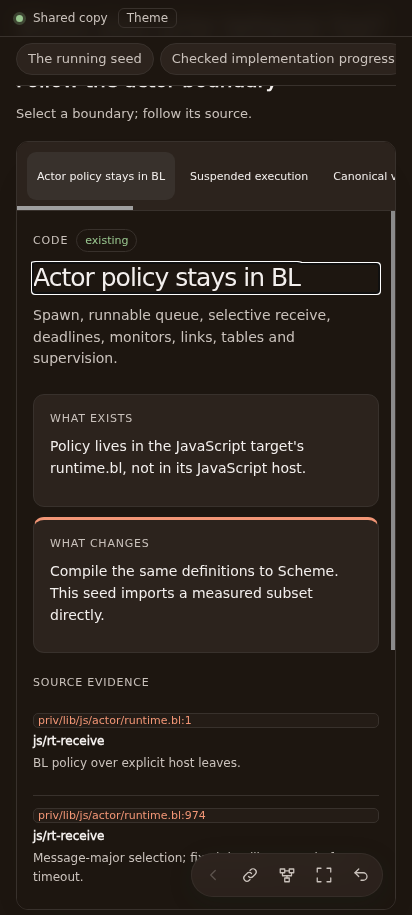 Shared copy
Theme
The running seed
Checked implementation progress
Follow the actor boundary
Select a boundary; follow its source.
Actor policy stays in BL
Suspended execution
Canonical v
CODE
existing
Actor policy stays in BL
Spawn, runnable queue, selective receive,
deadlines, monitors, links, tables and
supervision.
WHAT EXISTS
Policy lives in the JavaScript target's
runtime.bl, not in its JavaScript host.
WHAT CHANGES
Compile the same definitions to Scheme.
This seed imports a measured subset
directly.
SOURCE EVIDENCE
priv/lib/js/actor/runtime.bl:1
js/rt-receive
BL policy over explicit host leaves.
priv/lib/js/actor/runtime.bl:974
js/rt-receive
Message-major selection;
timeout.